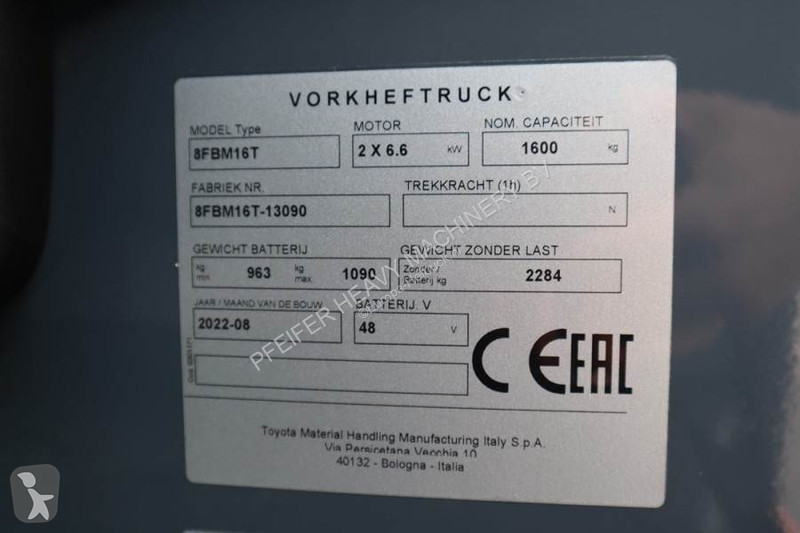 VORKHEFTRUCK
MODEL Type MOTOR NOM. CAPACITEIT
8FBM16T 2 X 6.6 kW 1600 kg
FABRIEK NR. TREKKRACHT (1h)
8FBM16T-13090 N
GEWICHT BATTERIJ GEWICHT ZONDER LAST
kg min. 963 kg max. 1090 Zonder / Batterij kg 2284
JAAR / MAAND VAN DE BOUW BATTERIJ. V
2022-08 48 V
CE EAC
Toyota Material Handling Manufacturing Italy S.p.A.
Via Persicetana Vecchia 10
40132 - Bologna - Italia
PFEIFER HEAVY MACHINERY B.V.